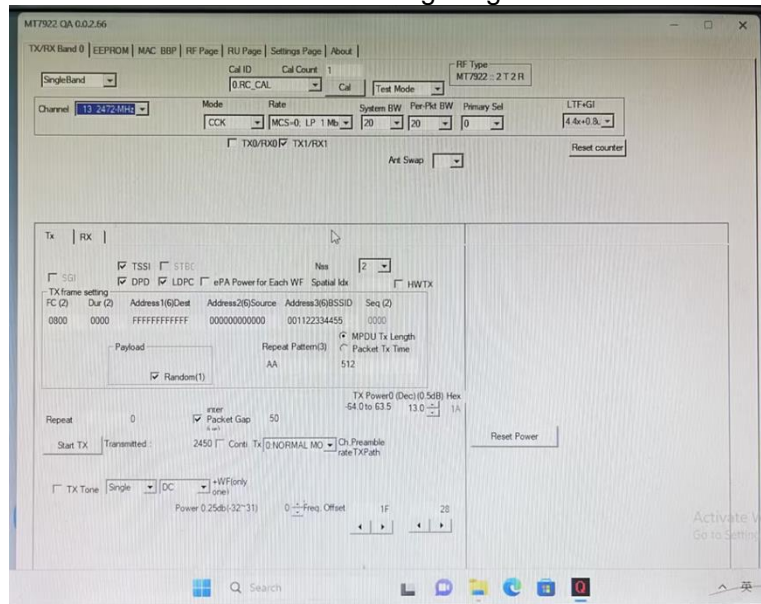 MT7922 QA 0.0.2.66
TX/RX Band 0 EEPROM MAC BBP RF Page RU Page Settings Page About
Cal ID Cal Count 1
RF Type
SingleBand 0.RC_CAL Cal Test Mode MT7922 :: 2 T 2 R
Mode Rate System BW Per-Pkt BW Primary Sel LTF+GI
Channel 13 2472-MHz CCK MCS=0, LP 1 Mb 20 20 0 4 4x+0.8u
TX0/RX0 TX1/RX1
Reset counter
Ant Swap
Tx RX
TSSI STBC Nss 2
SGI DPD LDPC ePA Power for Each WF Spatial Idx HWTX
TX frame setting
FC (2) Dur (2) Address1(6)Dest Address2(6)Source Address3(6)BSSID Seq (2)
0800 0000 FFFFFFFFFFFF 000000000000 001122334455 0000
MPDU Tx Length
Payload Repeat Pattern(3) Packet Tx Time
AA 512
Random(1)
TX Power0 (Dec)(0.5dB) Hex
-64.0 to 63.5 13.0 1A
Repeat 0 inter Packet Gap 50
Start TX Transmitted : 2450 Conti. Tx 0:NORMAL MO Ch.Preamble rateTXPath
Reset Power
TX Tone Single DC +WF(only one)
Power 0.25db(-32~31) 0 Freq. Offset 1F 28
Activate W
Go to Setting
Search 英